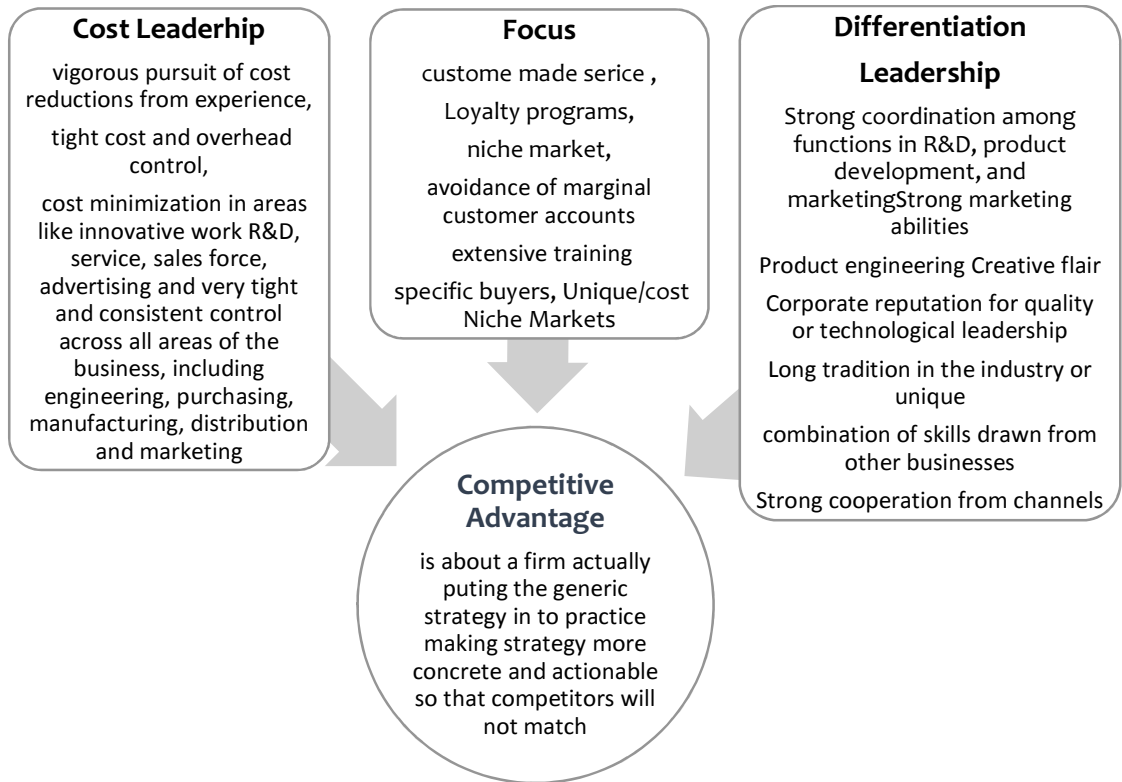 Cost Leaderhip
vigorous pursuit of cost
reductions from experience,
tight cost and overhead
control,
cost minimization in areas
like innovative work R&D,
service, sales force,
advertising and very tight
and consistent control
across all areas of the
business, including
engineering, purchasing,
manufacturing, distribution
and marketing
Focus
custome made serice ,
Loyalty programs,
niche market,
avoidance of marginal
customer accounts
extensive training
specific buyers, Unique/cost
Niche Markets
Differentiation
Leadership
Strong coordination among
functions in R&D, product
development, and
marketingStrong marketing
abilities
Product engineering Creative flair
Corporate reputation for quality
or technological leadership
Long tradition in the industry or
unique
combination of skills drawn from
other businesses
Strong cooperation from channels
Competitive
Advantage
is about a firm actually
puting the generic
strategy in to practice
making strategy more
concrete and actionable
so that competitors will
not match